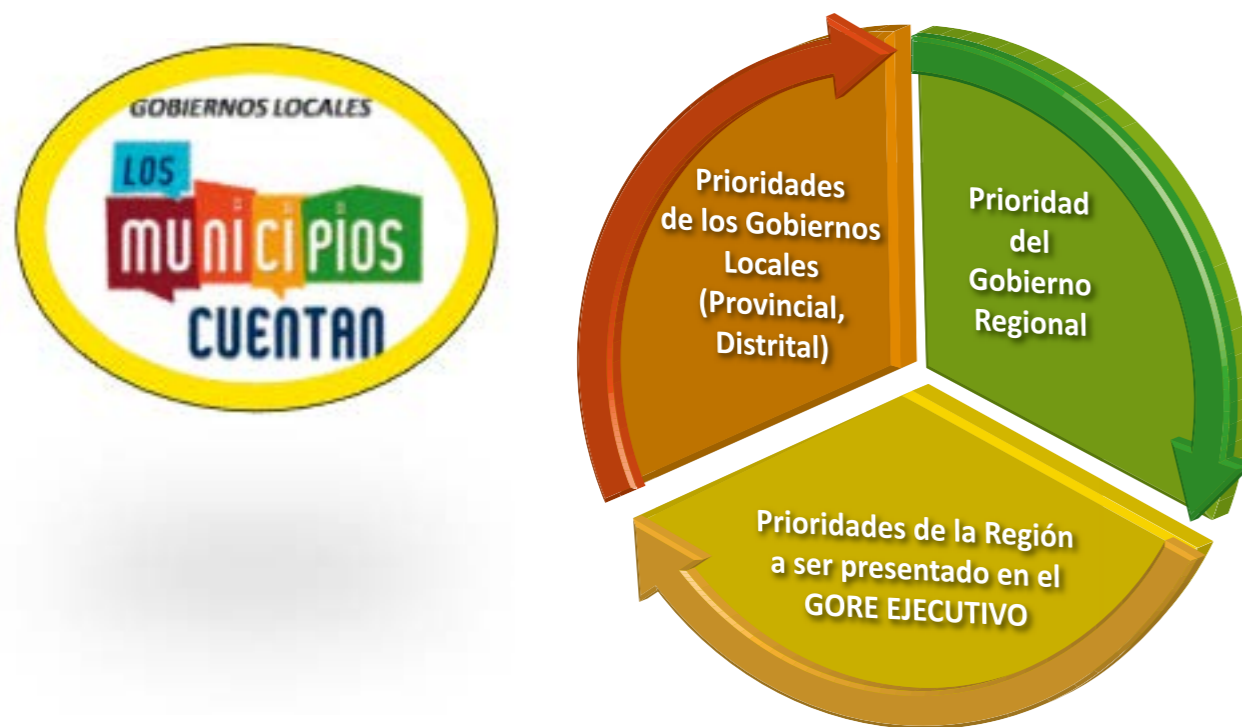 GOBIERNOS LOCALES
LOS
MUNICIPIOS
CUENTAN
Prioridades
de los Gobiernos
Locales
(Provincial,
Distrital)
Prioridad
del
Gobierno
Regional
Prioridades de la Región
a ser presentado en el
GORE EJECUTIVO